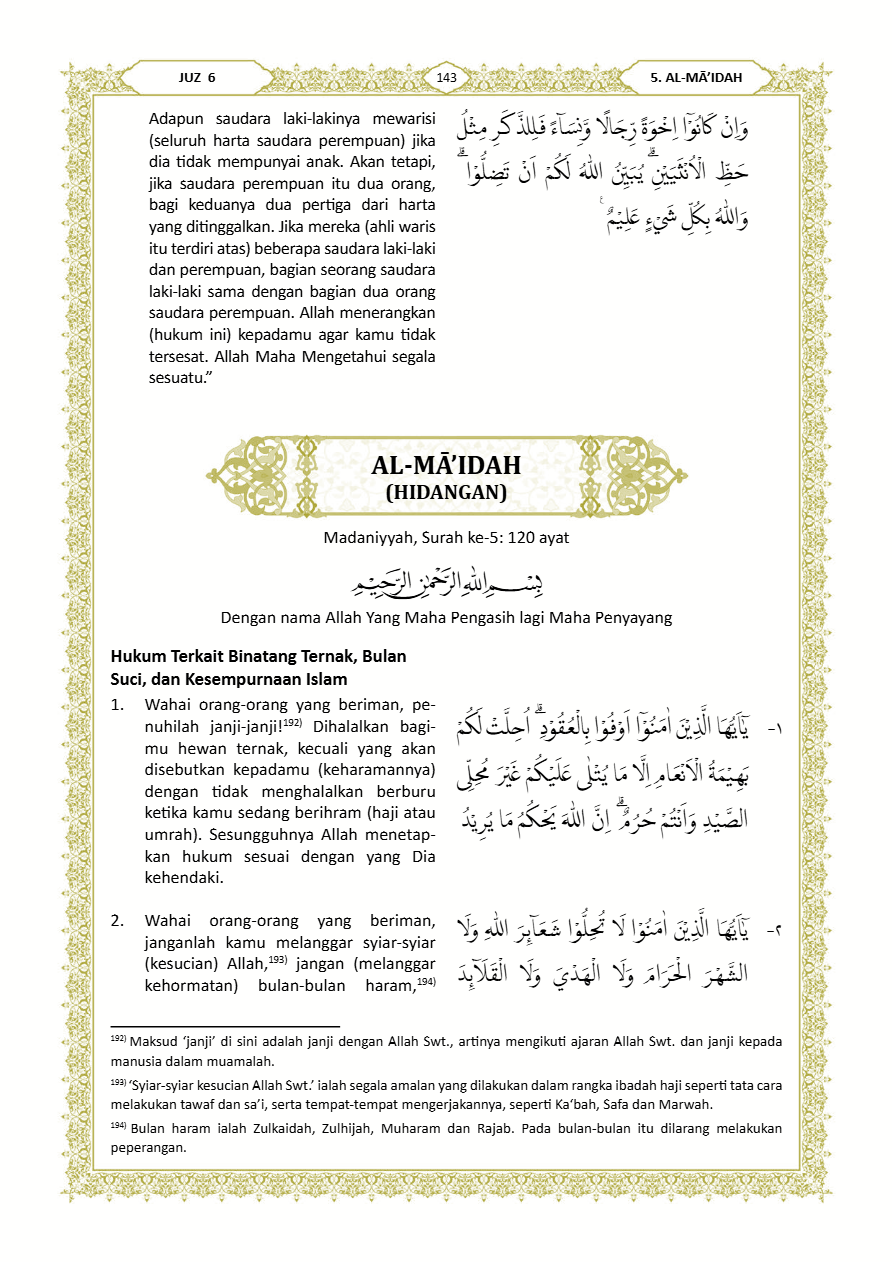 JUZ 6
143
5. AL-MĀ’IDAH
Adapun saudara laki-lakinya mewarisi
(seluruh harta saudara perempuan) jika
dia tidak mempunyai anak. Akan tetapi,
jika saudara perempuan itu dua orang,
bagi keduanya dua pertiga dari harta
yang ditinggalkan. Jika mereka (ahli waris
itu terdiri atas) beberapa saudara laki-laki
dan perempuan, bagian seorang saudara
laki-laki sama dengan bagian dua orang
saudara perempuan. Allah menerangkan
(hukum ini) kepadamu agar kamu tidak
tersesat. Allah Maha Mengetahui segala
sesuatu.”
وَاِنْ كَانُوْٓا اِخْوَةً رِّجَالًا وَّنِسَاۤءً فَلِلذَّكَرِ مِثْلُ
حَظِّ الْاُنْثَيَيْنِۗ يُبَيِّنُ اللّٰهُ لَكُمْ اَنْ تَضِلُّوْاۗ
وَاللّٰهُ بِكُلِّ شَيْءٍ عَلِيْمٌ ࣖ
AL-MĀ’IDAH
(HIDANGAN)
Madaniyyah, Surah ke-5: 120 ayat
بِسْمِ اللّٰهِ الرَّحْمٰنِ الرَّحِيْمِ
Dengan nama Allah Yang Maha Pengasih lagi Maha Penyayang
Hukum Terkait Binatang Ternak, Bulan
Suci, dan Kesempurnaan Islam
1. Wahai orang-orang yang beriman, pe-
nuhilah janji-janji!192) Dihalalkan bagi-
mu hewan ternak, kecuali yang akan
disebutkan kepadamu (keharamannya)
dengan tidak menghalalkan berburu
ketika kamu sedang berihram (haji atau
umrah). Sesungguhnya Allah menetap-
kan hukum sesuai dengan yang Dia
kehendaki.
١- يٰٓاَيُّهَا الَّذِيْنَ اٰمَنُوْٓا اَوْفُوْا بِالْعُقُوْدِۗ اُحِلَّتْ لَكُمْ
بَهِيْمَةُ الْاَنْعَامِ اِلَّا مَا يُتْلٰى عَلَيْكُمْ غَيْرَ مُحِلِّى
الصَّيْدِ وَاَنْتُمْ حُرُمٌۗ اِنَّ اللّٰهَ يَحْكُمُ مَا يُرِيْدُ
2. Wahai orang-orang yang beriman,
janganlah kamu melanggar syiar-syiar
(kesucian) Allah,193) jangan (melanggar
kehormatan) bulan-bulan haram,194)
٢- يٰٓاَيُّهَا الَّذِيْنَ اٰمَنُوْا لَا تُحِلُّوْا شَعَاۤىِٕرَ اللّٰهِ وَلَا
الشَّهْرَ الْحَرَامَ وَلَا الْهَدْيَ وَلَا الْقَلَاۤىِٕدَ
192) Maksud ‘janji’ di sini adalah janji dengan Allah Swt., artinya mengikuti ajaran Allah Swt. dan janji kepada
manusia dalam muamalah.
193) ‘Syiar-syiar kesucian Allah Swt.’ ialah segala amalan yang dilakukan dalam rangka ibadah haji seperti tata cara
melakukan tawaf dan sa’i, serta tempat-tempat mengerjakannya, seperti Ka‘bah, Safa dan Marwah.
194) Bulan haram ialah Zulkaidah, Zulhijah, Muharam dan Rajab. Pada bulan-bulan itu dilarang melakukan
peperangan.